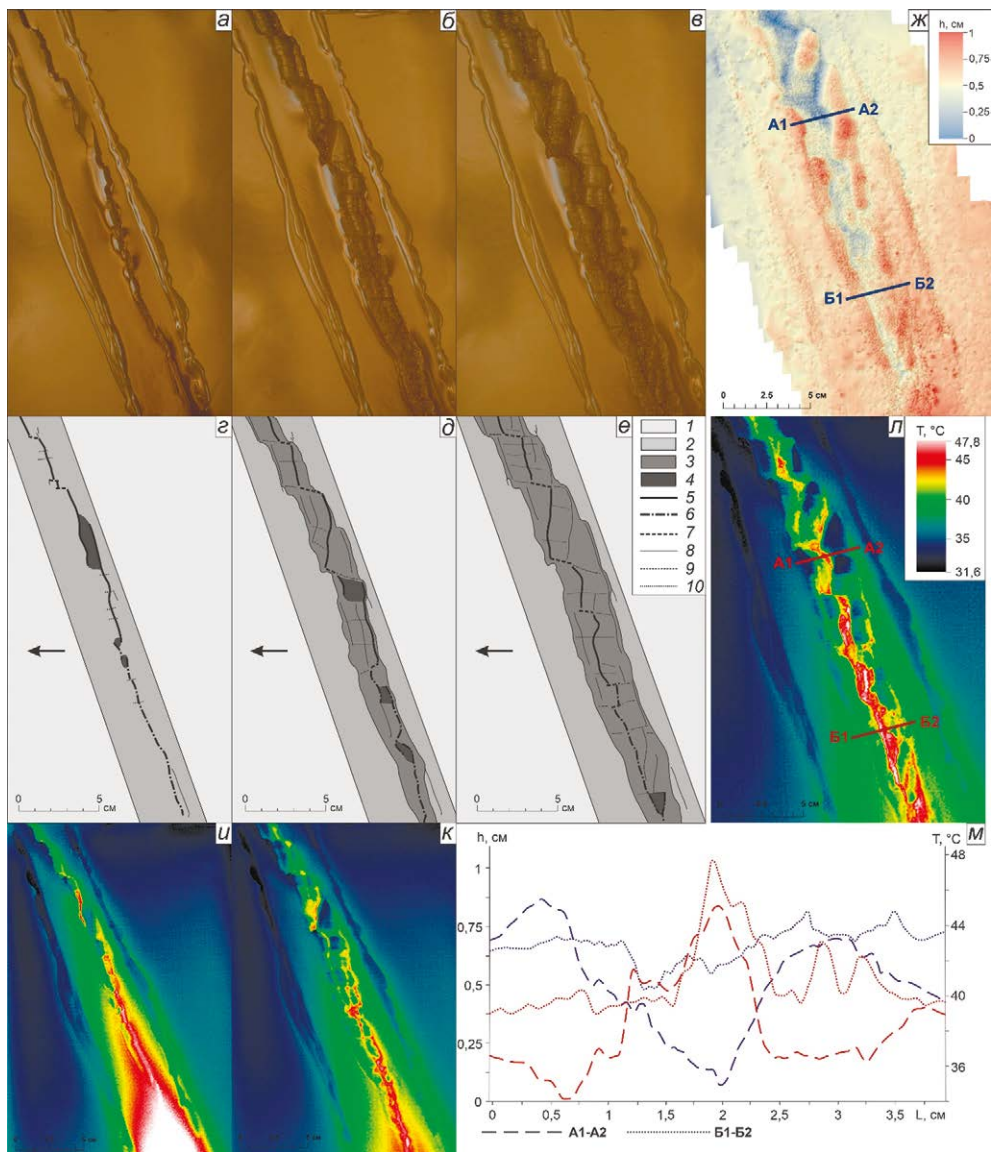 а
б
в
ж
h, см
1
0,75
0,5
0,25
0
А1
А2
Б1
Б2
0 2.5 5 см
г
д
е
1
2
3
4
5
6
7
8
9
10
0 5
см
0 5
см
0 5
см
л
T, °C
47,8
45
40
35
31,6
А1
А2
Б1
Б2
и
к
м
h, см
T, °C
1
0,75
0,5
0,25
0
48
44
40
36
0 0,5 1 1,5 2 2,5 3 3,5 L, см
А1-А2
Б1-Б2